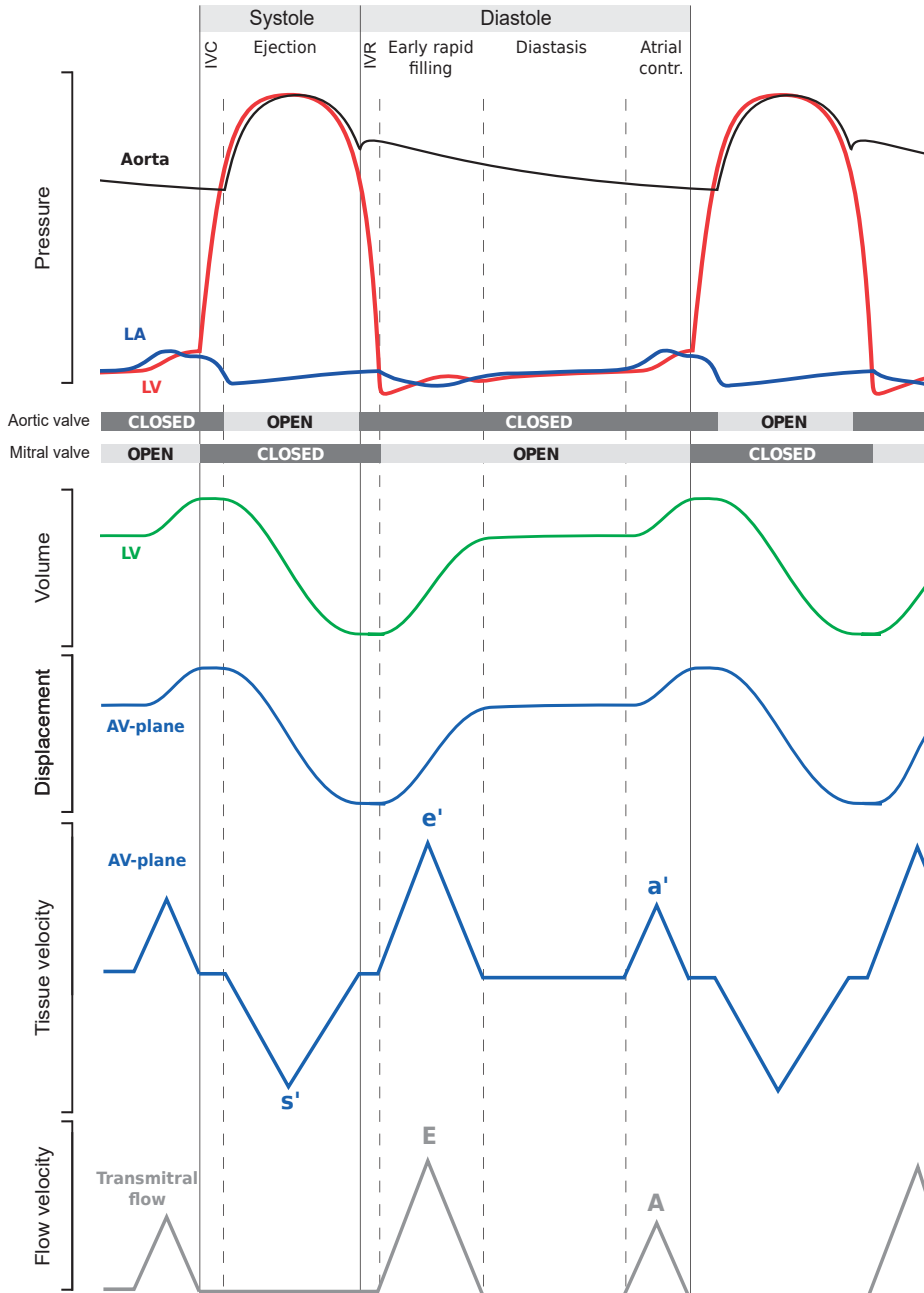 Systole
Diastole
IVC
Ejection
IVR
Early rapid
filling
Diastasis
Atrial
contr.
Pressure
Aorta
LA
LV
Aortic valve
CLOSED
OPEN
CLOSED
OPEN
Mitral valve
OPEN
CLOSED
OPEN
CLOSED
Volume
LV
Displacement
AV-plane
Tissue velocity
AV-plane
e'
a'
s'
Flow velocity
Transmitral
flow
E
A